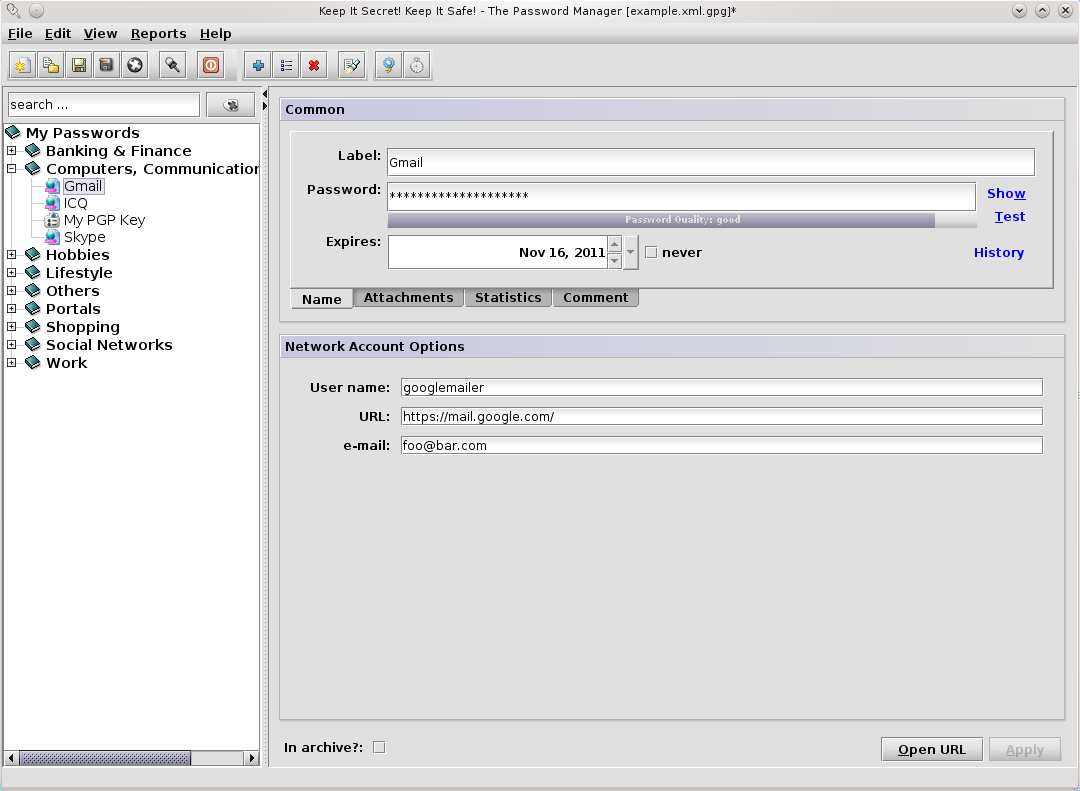 Keep It Secret! Keep It Safe! - The Password Manager [example.xml.gpg]*
File Edit View Reports Help
search ...
My Passwords
Banking & Finance
Computers, Communication
Gmail
ICQ
My PGP Key
Skype
Hobbies
Lifestyle
Others
Portals
Shopping
Social Networks
Work
Common
Label: Gmail
Password: ******************** Show
Password Quality: good Test
Expires: Nov 16, 2011 never History
Name Attachments Statistics Comment
Network Account Options
User name: googlemailer
URL: https://mail.google.com/
e-mail: foo@bar.com
In archive?: Open URL Apply